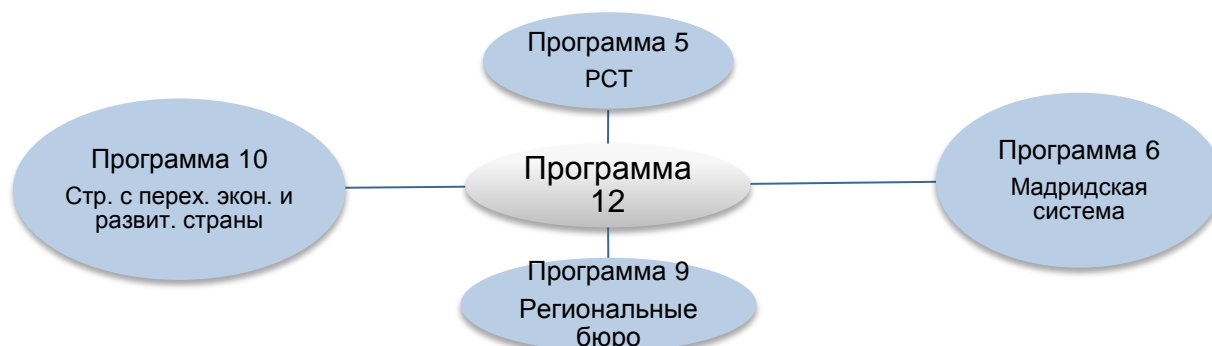 Программа 5
РСТ
Программа 10
Стр. с перех. экон. и
развит. страны
Программа
12
Программа 6
Мадридская
система
Программа 9
Региональные
бюро